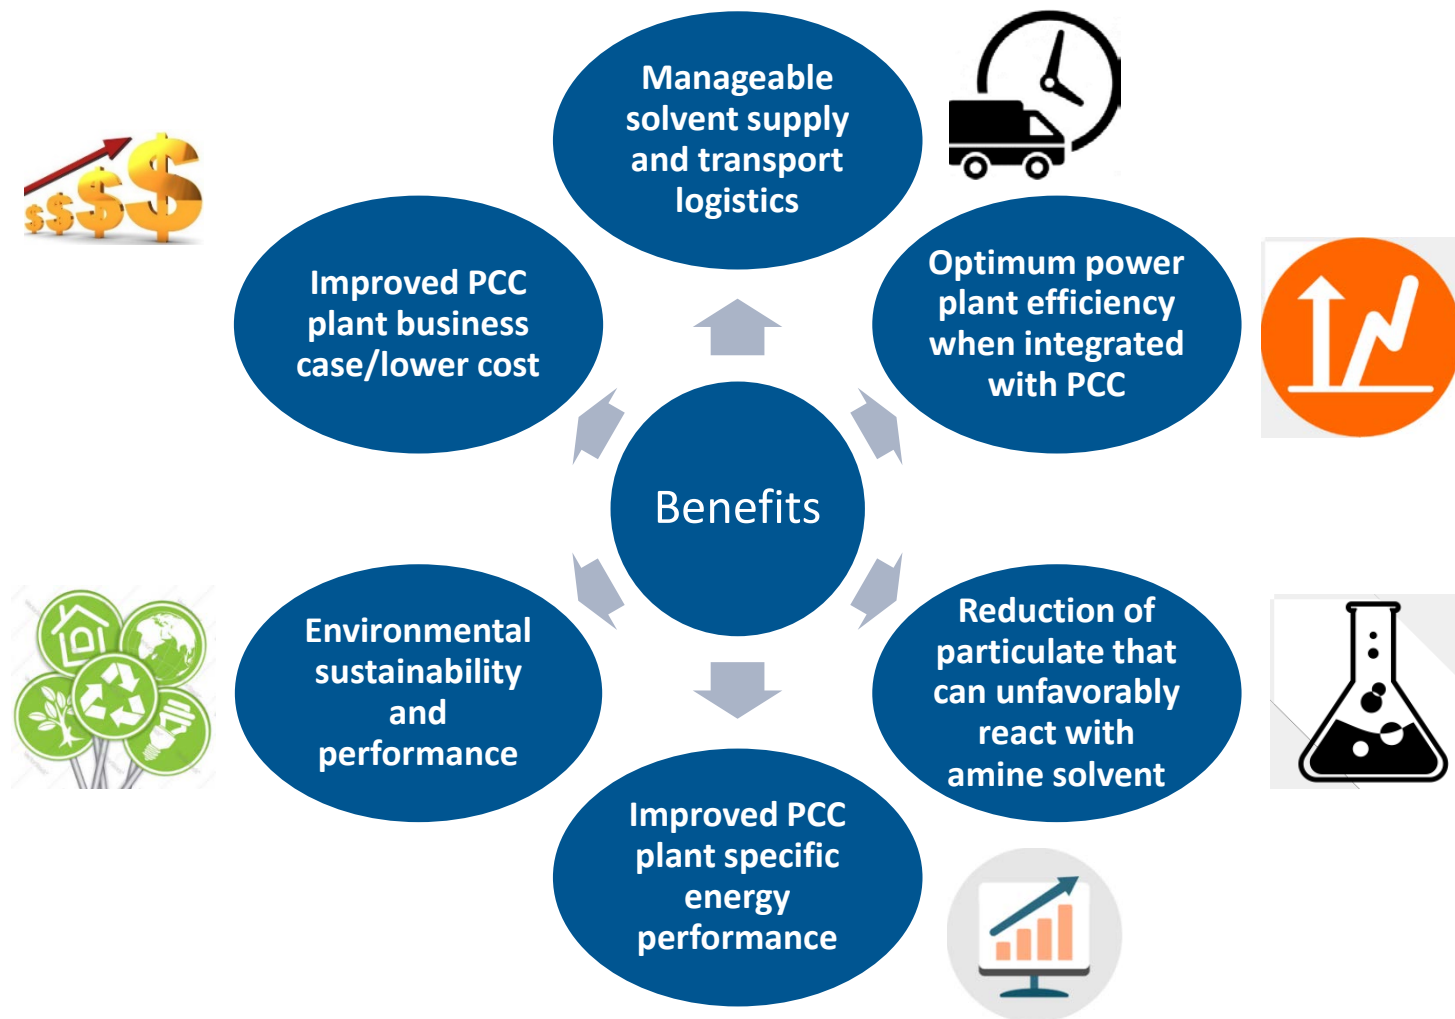 Manageable
solvent supply
and transport
logistics
Optimum power
plant efficiency
when integrated
with PCC
Reduction of
particulate that
can unfavorably
react with
amine solvent
Improved PCC
plant specific
energy
performance
Environmental
sustainability
and
performance
Improved PCC
plant business
case/lower cost
Benefits
$
$
$
$